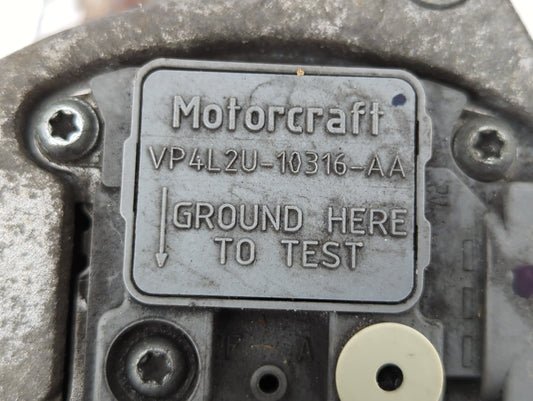 Motorcraft
VP4L2U-10316-AA
GROUND HERE
TO TEST